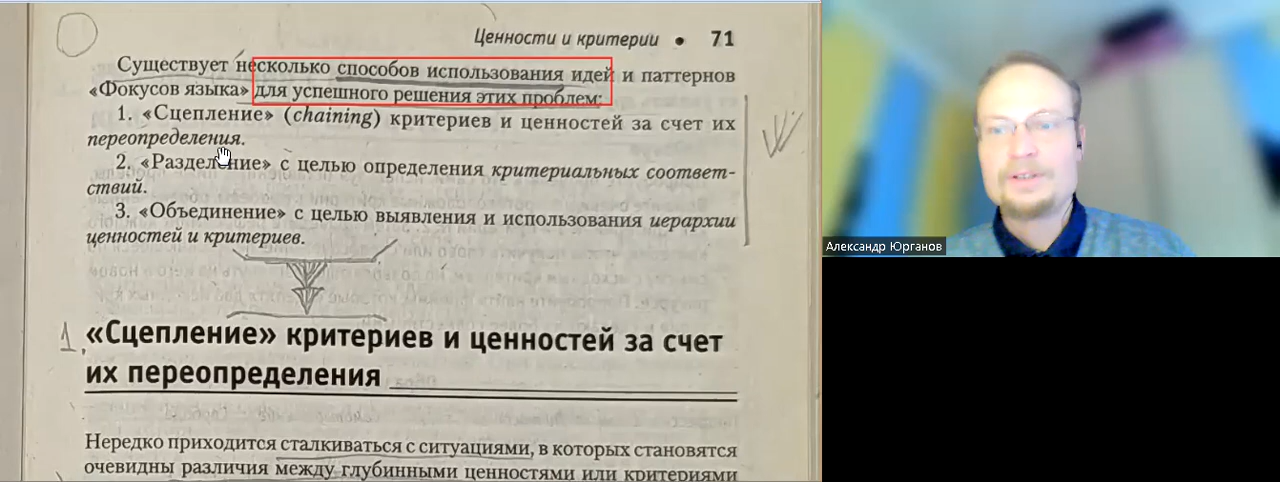 Ценности и критерии • 71
Существует несколько способов использования идей и паттернов
«Фокусов языка» для успешного решения этих проблем:
1. «Сцепление» (chaining) критериев и ценностей за счет их
переопределения.
2. «Разделение» с целью определения критериальных соответ-
ствий.
3. «Объединение» с целью выявления и использования иерархии
ценностей и критериев.
1. «Сцепление» критериев и ценностей за счет
их переопределения
Нередко приходится сталкиваться с ситуациями, в которых становятся
очевидны различия между глубинными ценностями или критериями
Александр Юрганов